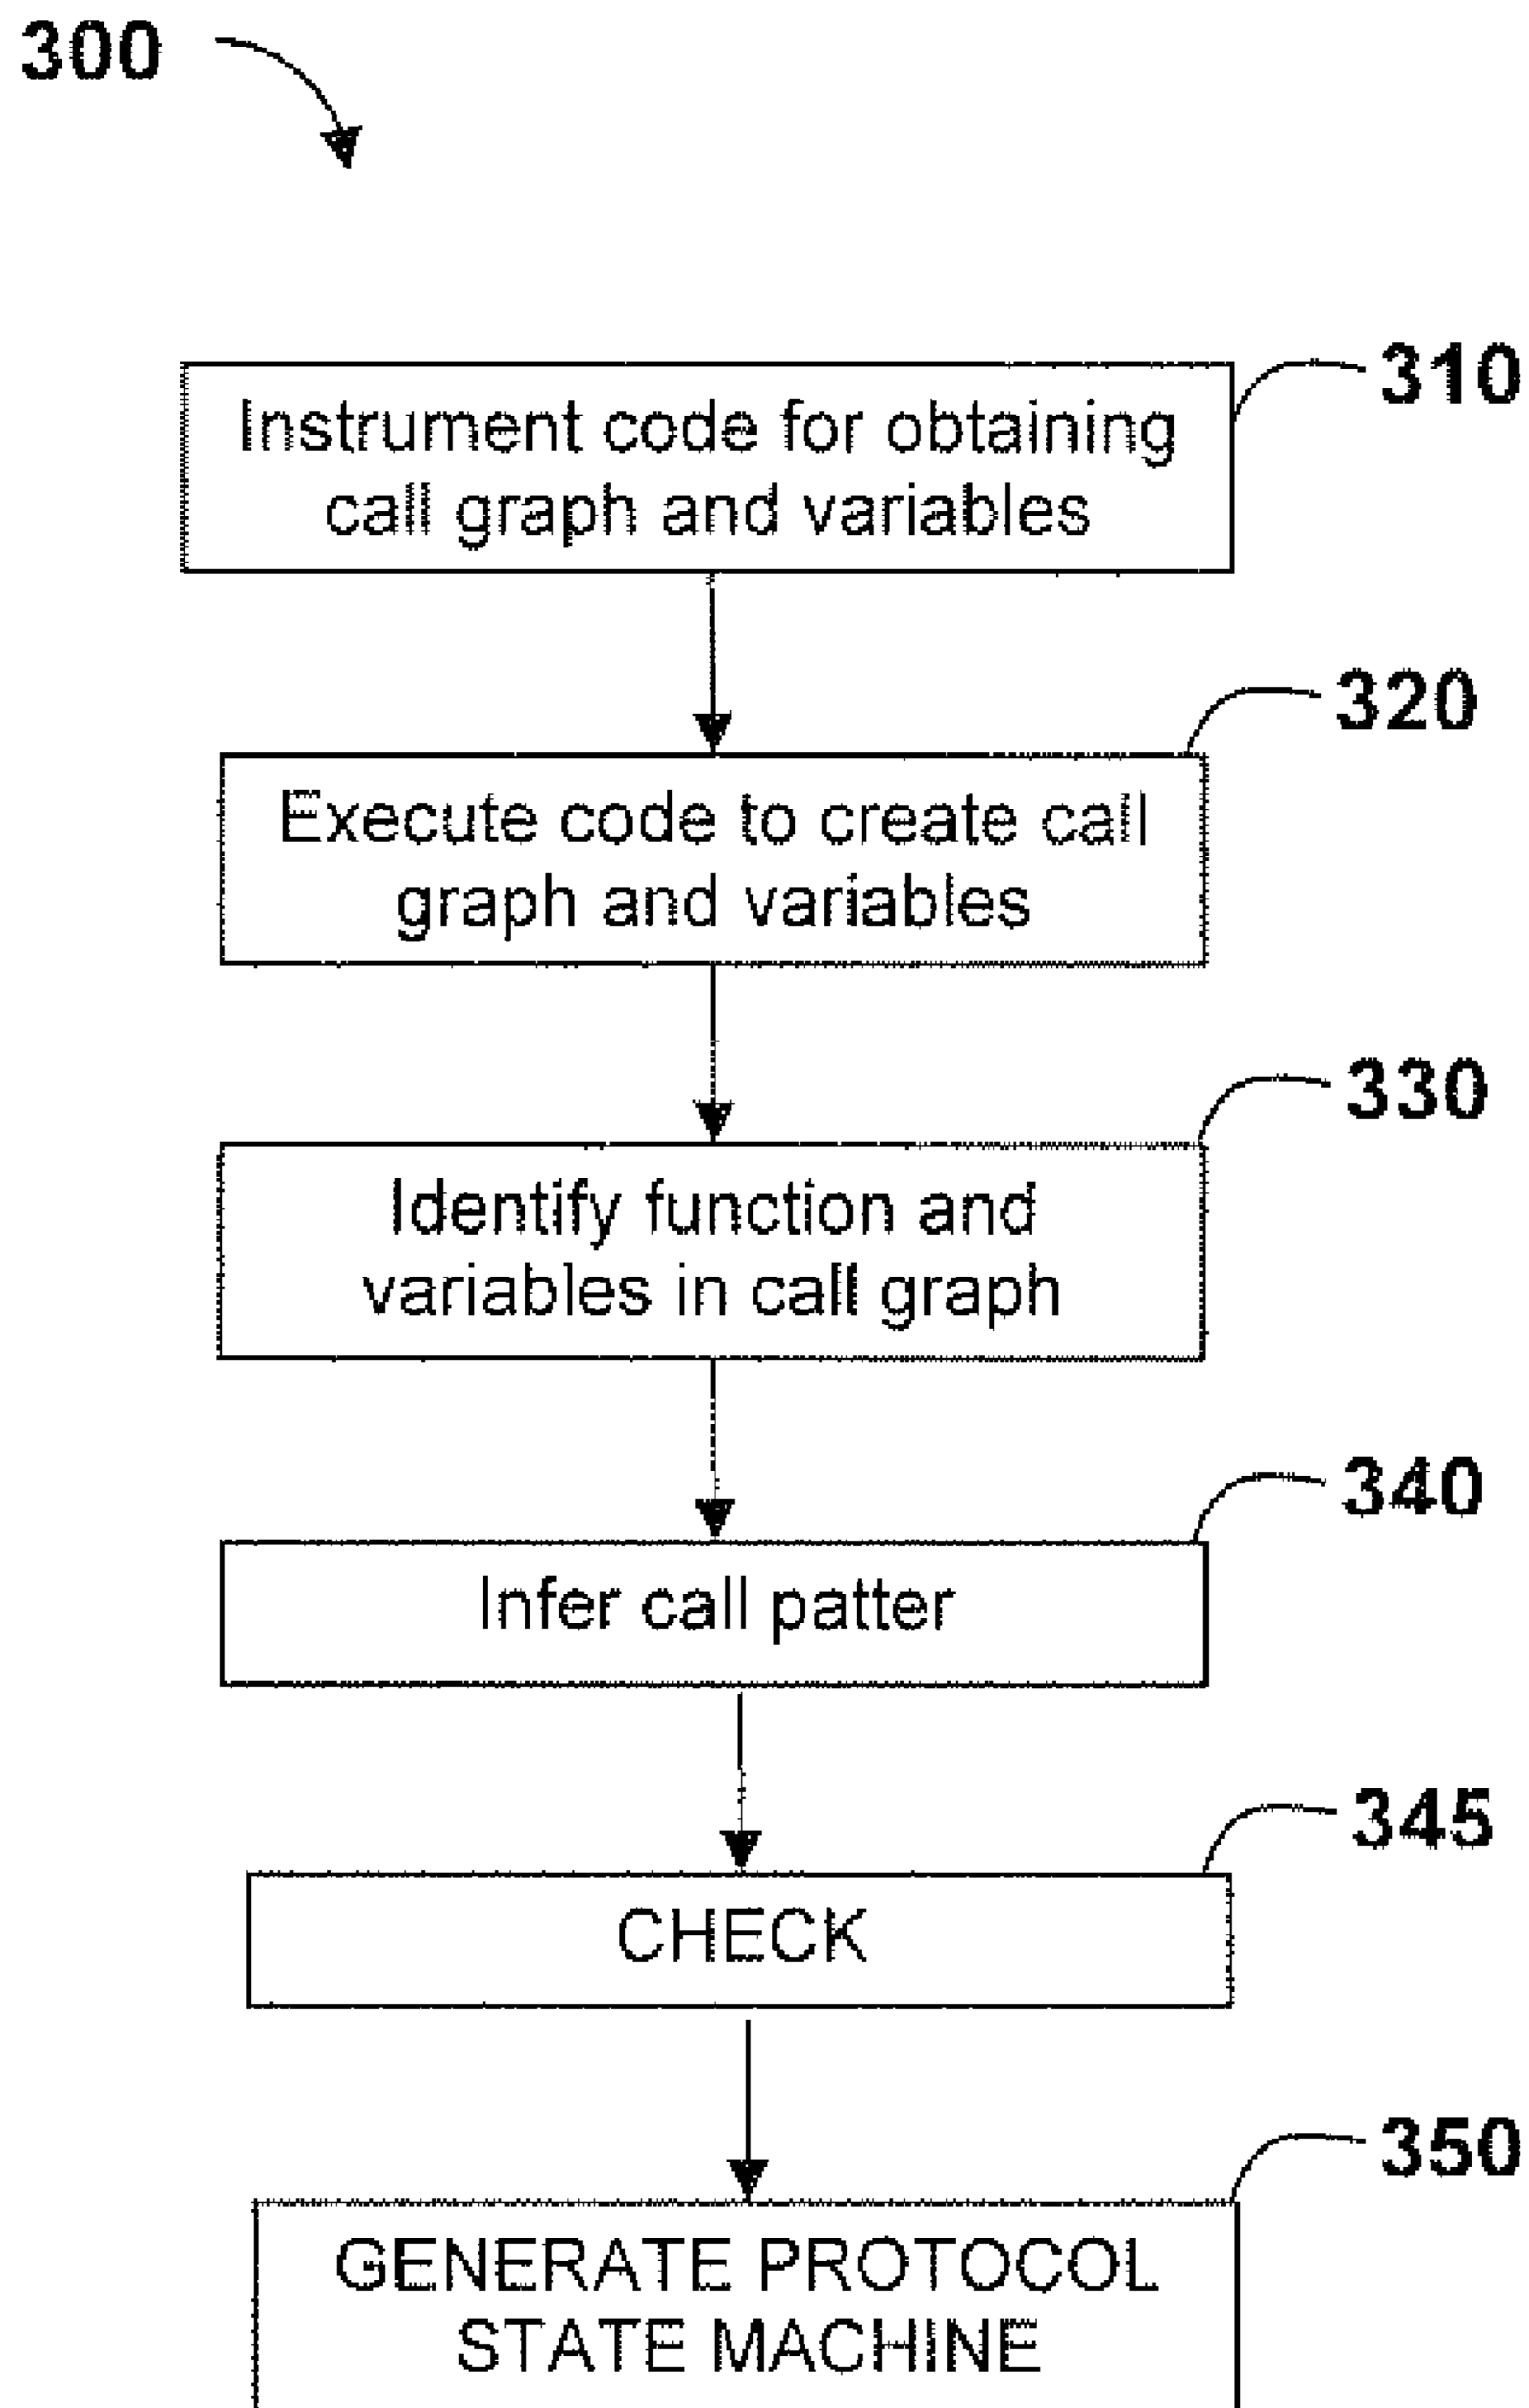 300
310
Instrument code for obtaining
call graph and variables
320
Execute code to create call
graph and variables
330
Identify function and
variables in call graph
340
Infer call patter
345
CHECK
350
GENERATE PROTOCOL
STATE MACHINE